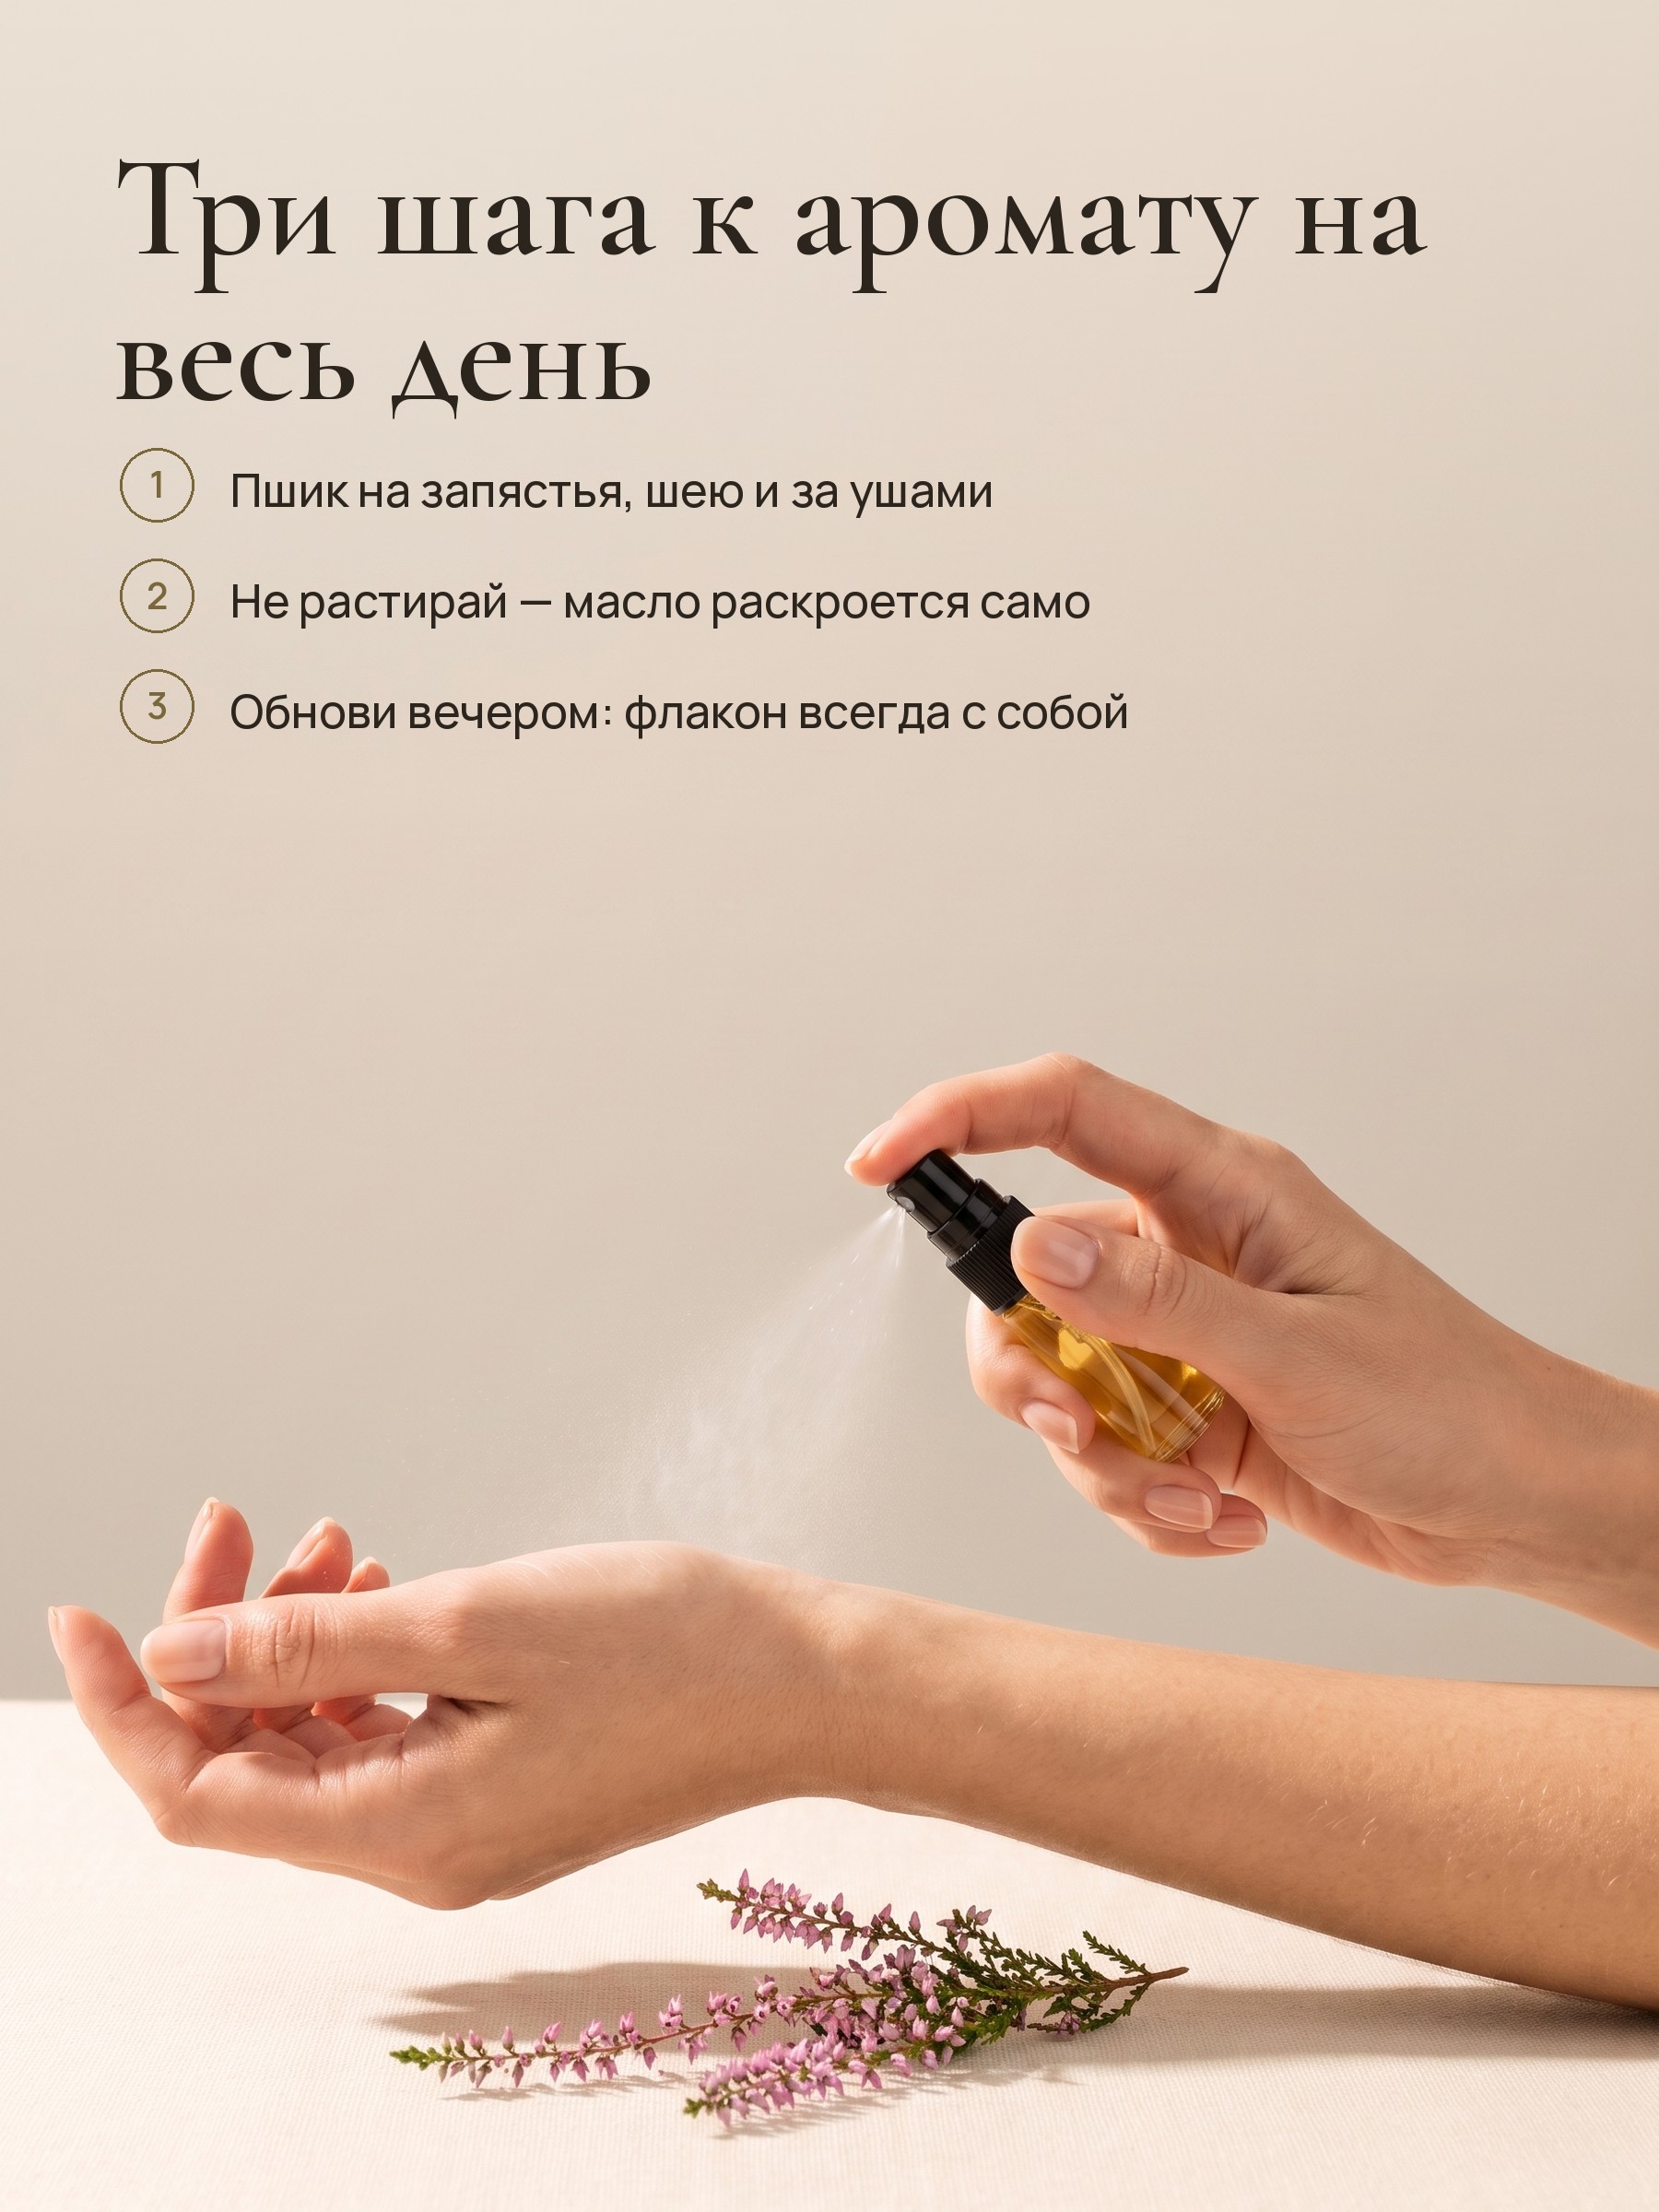 Три шага к аромату на
весь день
1 Пшик на запястья, шею и за ушами
2 Не растирай — масло раскроется само
3 Обнови вечером: флакон всегда с собой